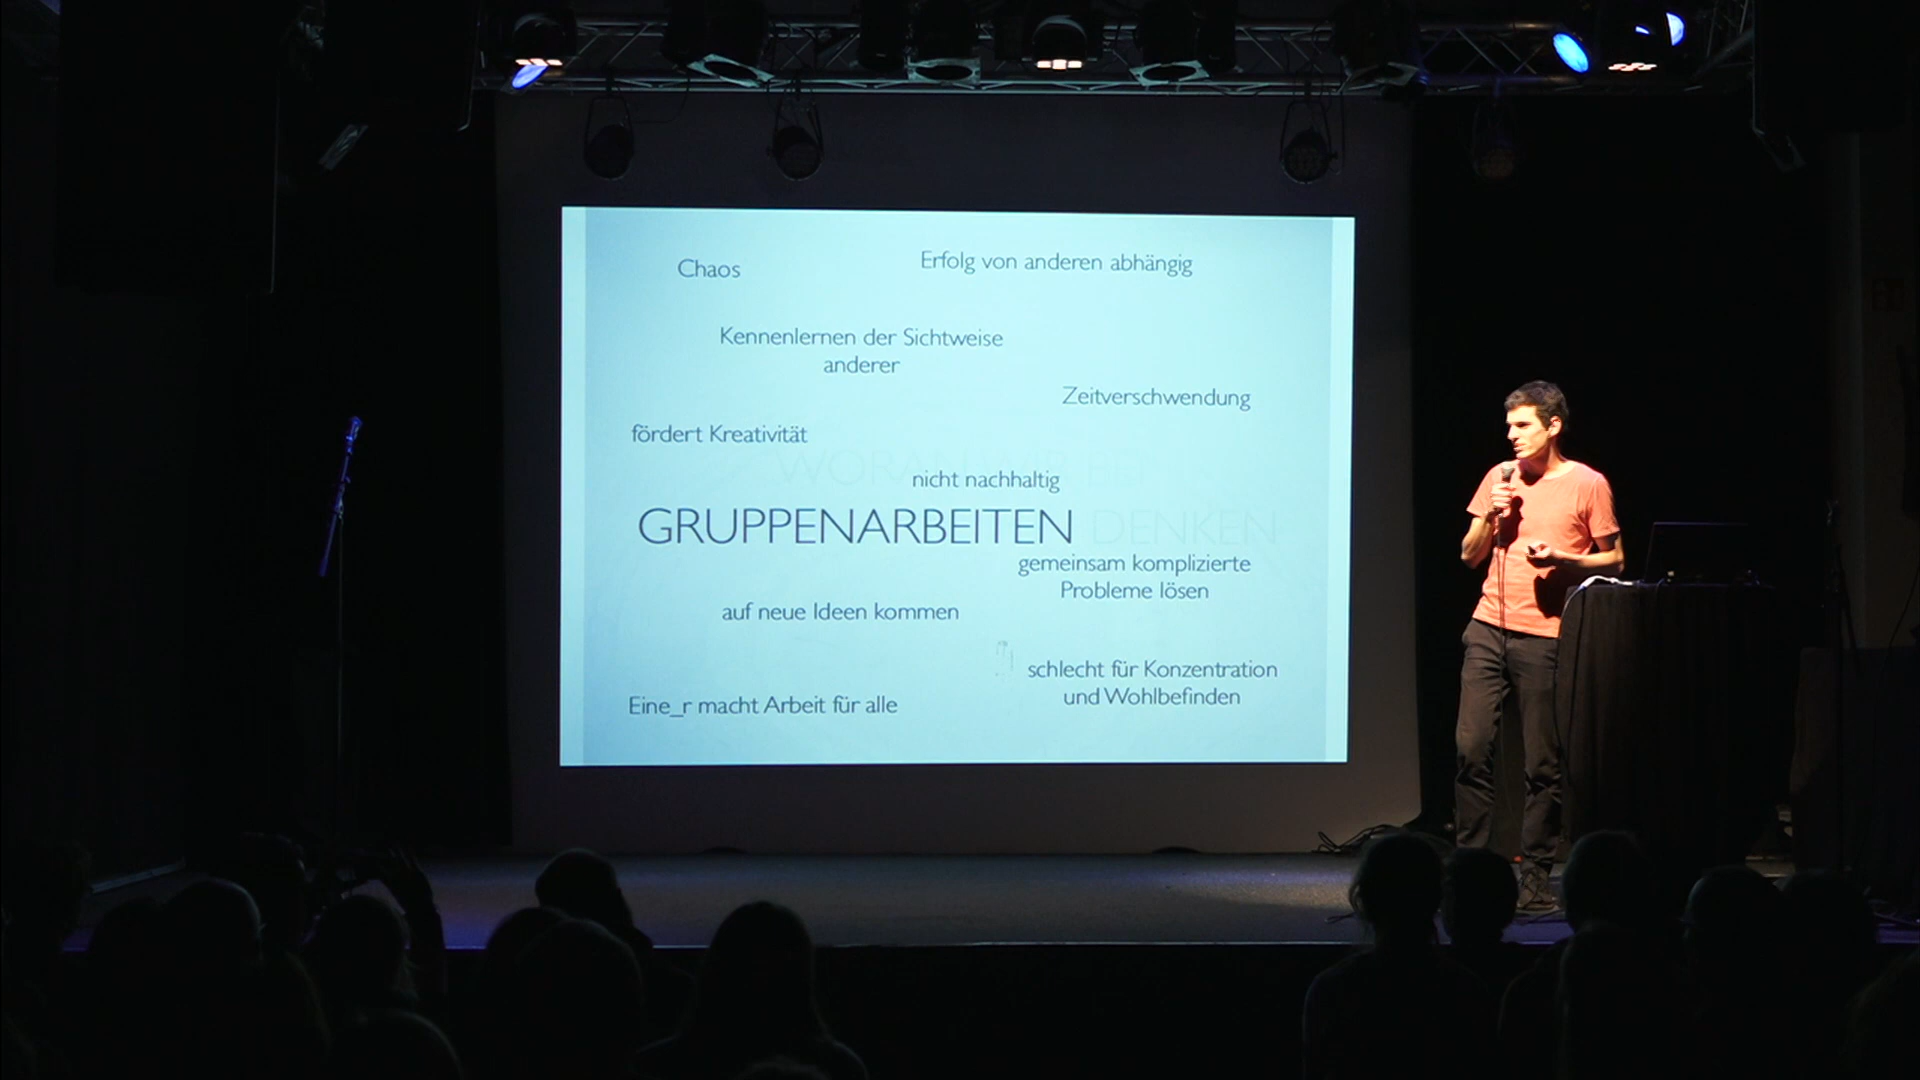 Chaos
Erfolg von anderen abhängig
Kennenlernen der Sichtweise
anderer
Zeitverschwendung
fördert Kreativität
nicht nachhaltig
GRUPPENARBEITEN DENKEN
gemeinsam komplizierte
Probleme lösen
auf neue Ideen kommen
schlecht für Konzentration
und Wohlbefinden
Eine_r macht Arbeit für alle